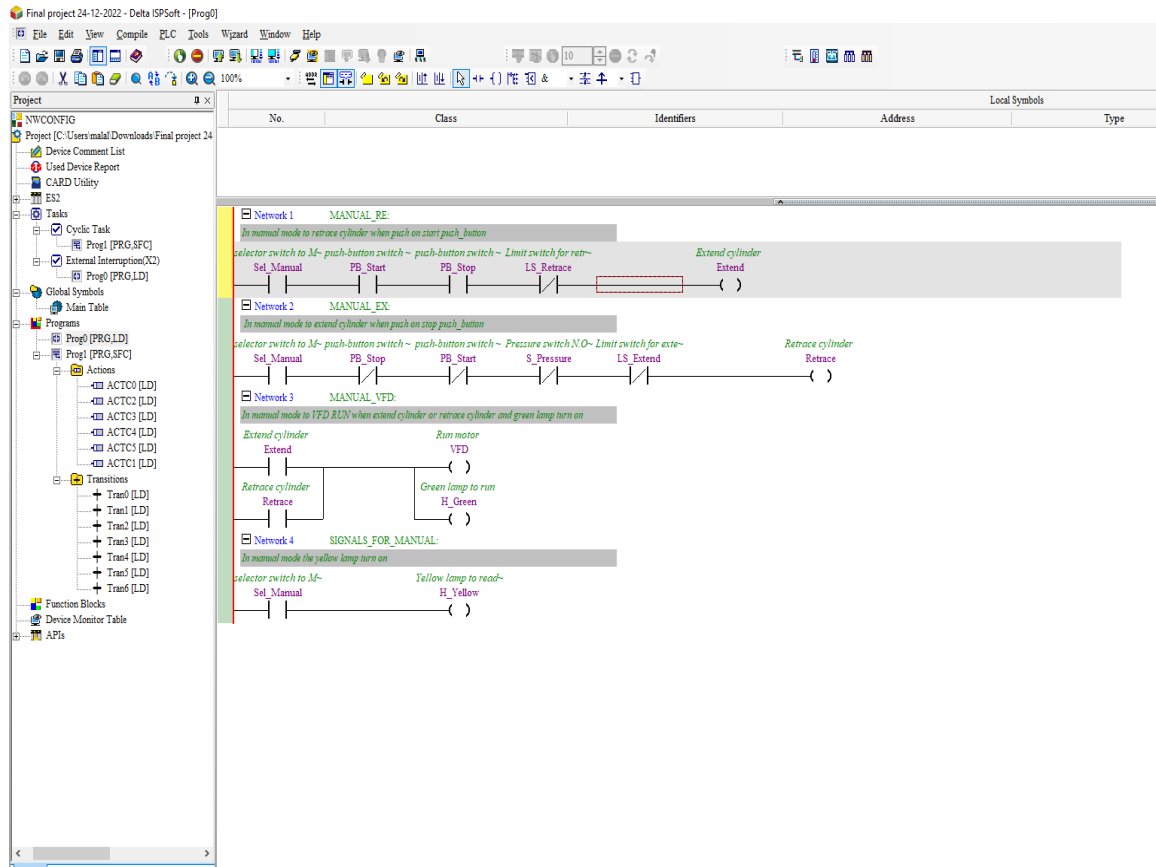 Final project 24-12-2022 - Delta ISPSoft - [Prog0]
File Edit View Compile PLC Tools Wizard Window Help
10
100%
&
Project
Local Symbols
No. Class Identifiers Address Type
NWCONFIG
Project [C:\Users\malal\Downloads\Final project 24
Device Comment List
Used Device Report
CARD Utility
ES2
Tasks
Cyclic Task
Prog1 [PRG,SFC]
External Interruption(X2)
Prog0 [PRG,LD]
Global Symbols
Main Table
Programs
Prog0 [PRG,LD]
Prog1 [PRG,SFC]
Actions
ACTC0 [LD]
ACTC2 [LD]
ACTC3 [LD]
ACTC4 [LD]
ACTC5 [LD]
ACTC1 [LD]
Transitions
Tran0 [LD]
Tran1 [LD]
Tran2 [LD]
Tran3 [LD]
Tran4 [LD]
Tran5 [LD]
Tran6 [LD]
Function Blocks
Device Monitor Table
APIs
Network 1 MANUAL_RE:
In manual mode to retrace cylinder when push on start push_button
selector switch to M~ push-button switch ~ push-button switch ~ Limit switch for retr~ Extend cylinder
Sel_Manual PB_Start PB_Stop LS_Retrace Extend
Network 2 MANUAL_EX:
In manual mode to extend cylinder when push on stop push_button
selector switch to M~ push-button switch ~ push-button switch ~ Pressure switch N.O~ Limit switch for exte~ Retrace cylinder
Sel_Manual PB_Stop PB_Start S_Pressure LS_Extend Retrace
Network 3 MANUAL_VFD:
In manual mode to VFD RUN when extend cylinder or retrace cylinder and green lamp turn on
Extend cylinder Run motor
Extend VFD
Retrace cylinder Green lamp to run
Retrace H_Green
Network 4 SIGNALS_FOR_MANUAL:
In manual mode the yellow lamp turn on
selector switch to M~ Yellow lamp to read~
Sel_Manual H_Yellow